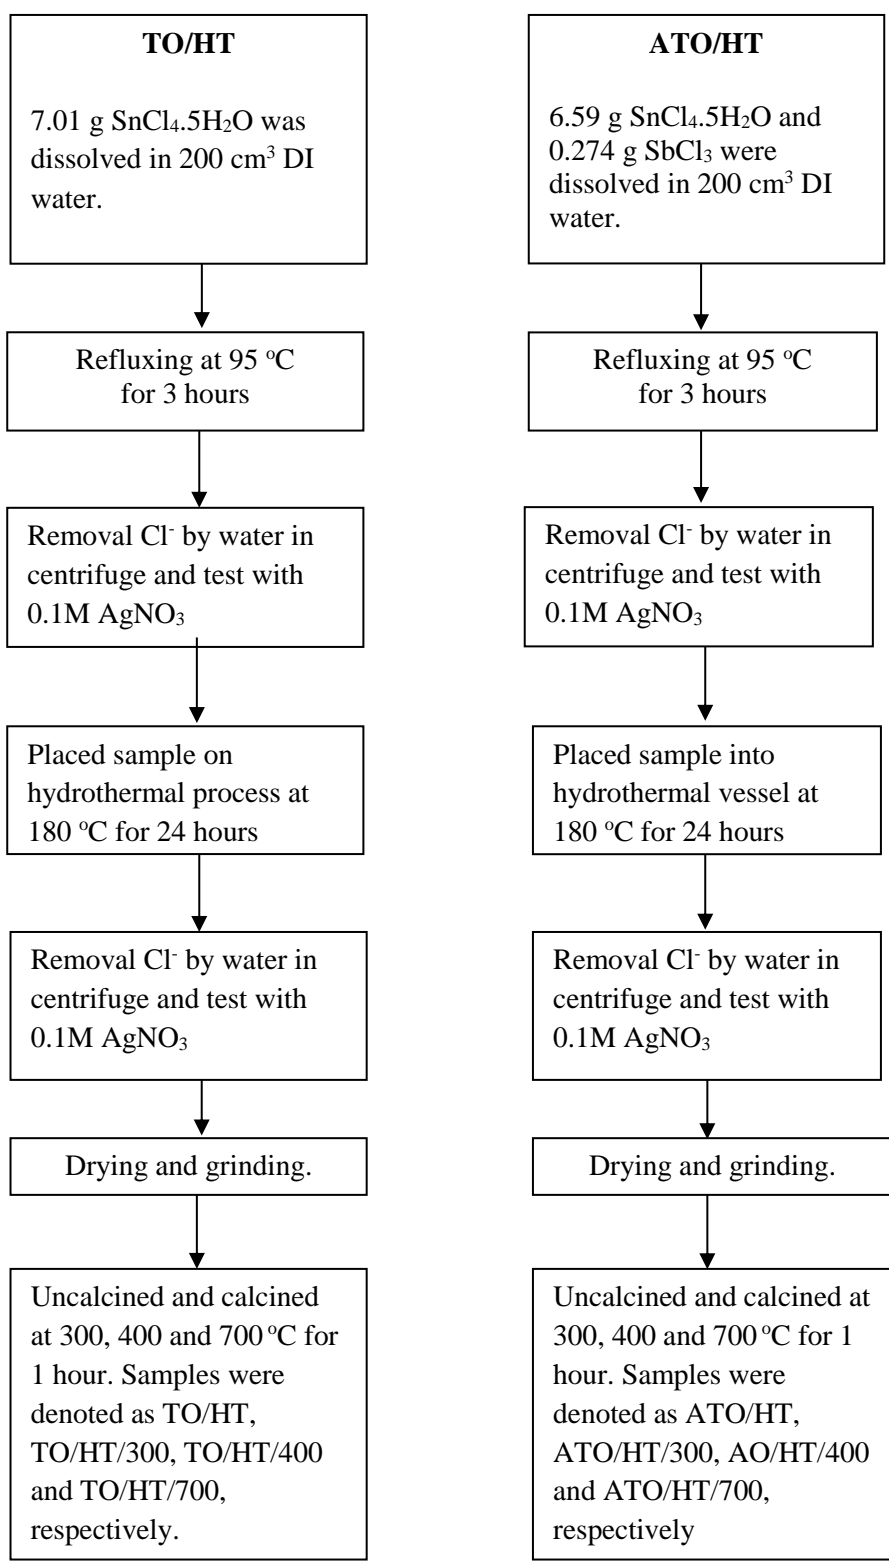 TO/HT
7.01 g SnCl₄.5H₂O was
dissolved in 200 cm³ DI
water.
Refluxing at 95 ᵒC
for 3 hours
Removal Cl⁻ by water in
centrifuge and test with
0.1M AgNO₃
Placed sample on
hydrothermal process at
180 ᵒC for 24 hours
Removal Cl⁻ by water in
centrifuge and test with
0.1M AgNO₃
Drying and grinding.
Uncalcined and calcined
at 300, 400 and 700 ᵒC for
1 hour. Samples were
denoted as TO/HT,
TO/HT/300, TO/HT/400
and TO/HT/700,
respectively.
ATO/HT
6.59 g SnCl₄.5H₂O and
0.274 g SbCl₃ were
dissolved in 200 cm³ DI
water.
Refluxing at 95 ᵒC
for 3 hours
Removal Cl⁻ by water in
centrifuge and test with
0.1M AgNO₃
Placed sample into
hydrothermal vessel at
180 ᵒC for 24 hours
Removal Cl⁻ by water in
centrifuge and test with
0.1M AgNO₃
Drying and grinding.
Uncalcined and calcined at
300, 400 and 700 ᵒC for 1
hour. Samples were
denoted as ATO/HT,
ATO/HT/300, AO/HT/400
and ATO/HT/700,
respectively